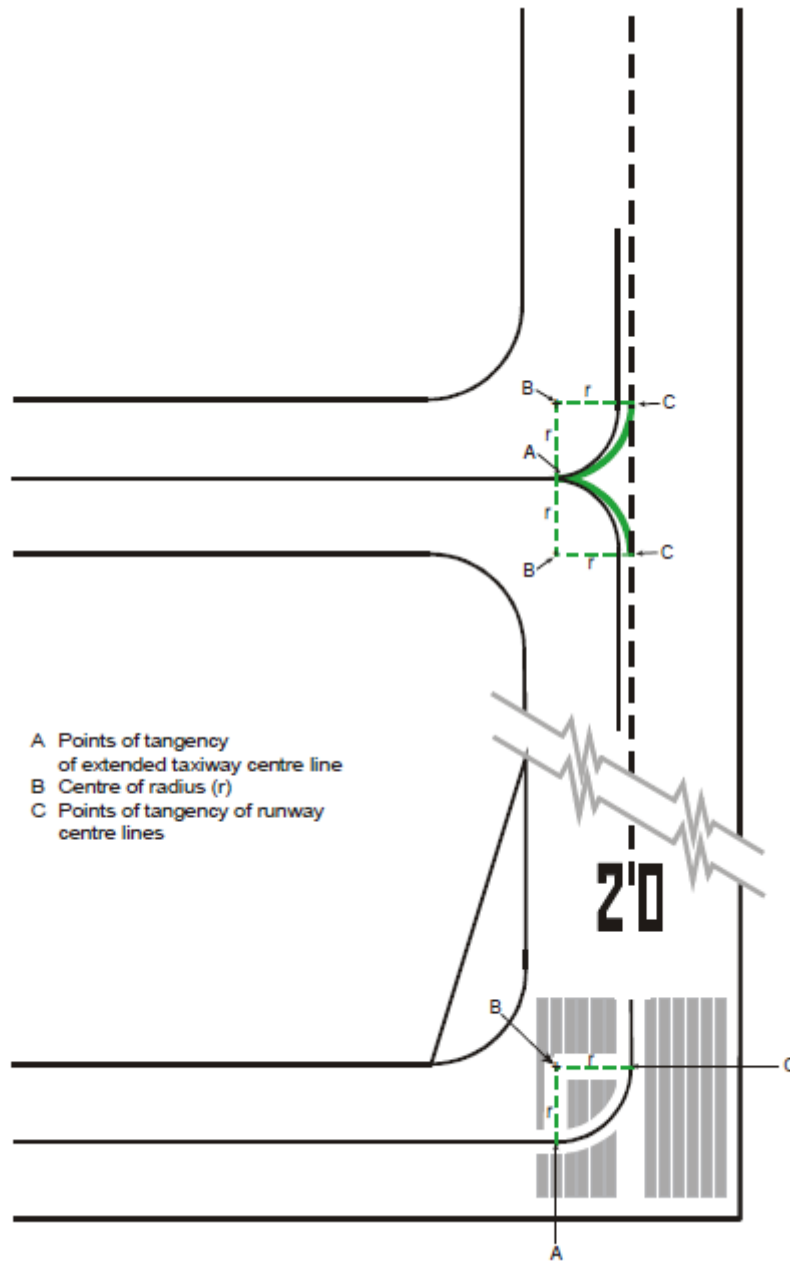 B
r
C
r
A
r
B
r
C
A Points of tangency
of extended taxiway centre line
B Centre of radius (r)
C Points of tangency of runway
centre lines
20
B
r
C
r
A